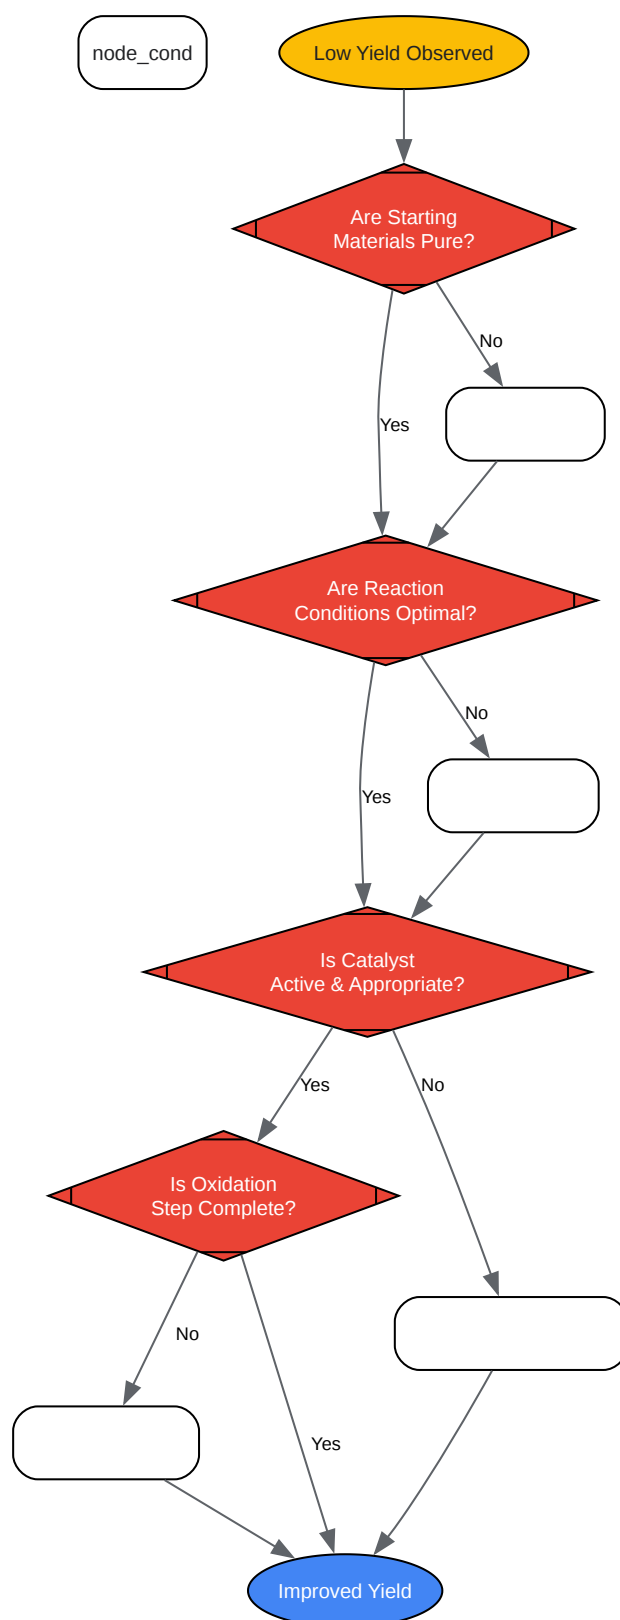 node_cond
Low Yield Observed
Are Starting
Materials Pure?
No
Yes
Are Reaction
Conditions Optimal?
No
Yes
Is Catalyst
Active & Appropriate?
Yes
No
Is Oxidation
Step Complete?
No
Yes
Improved Yield